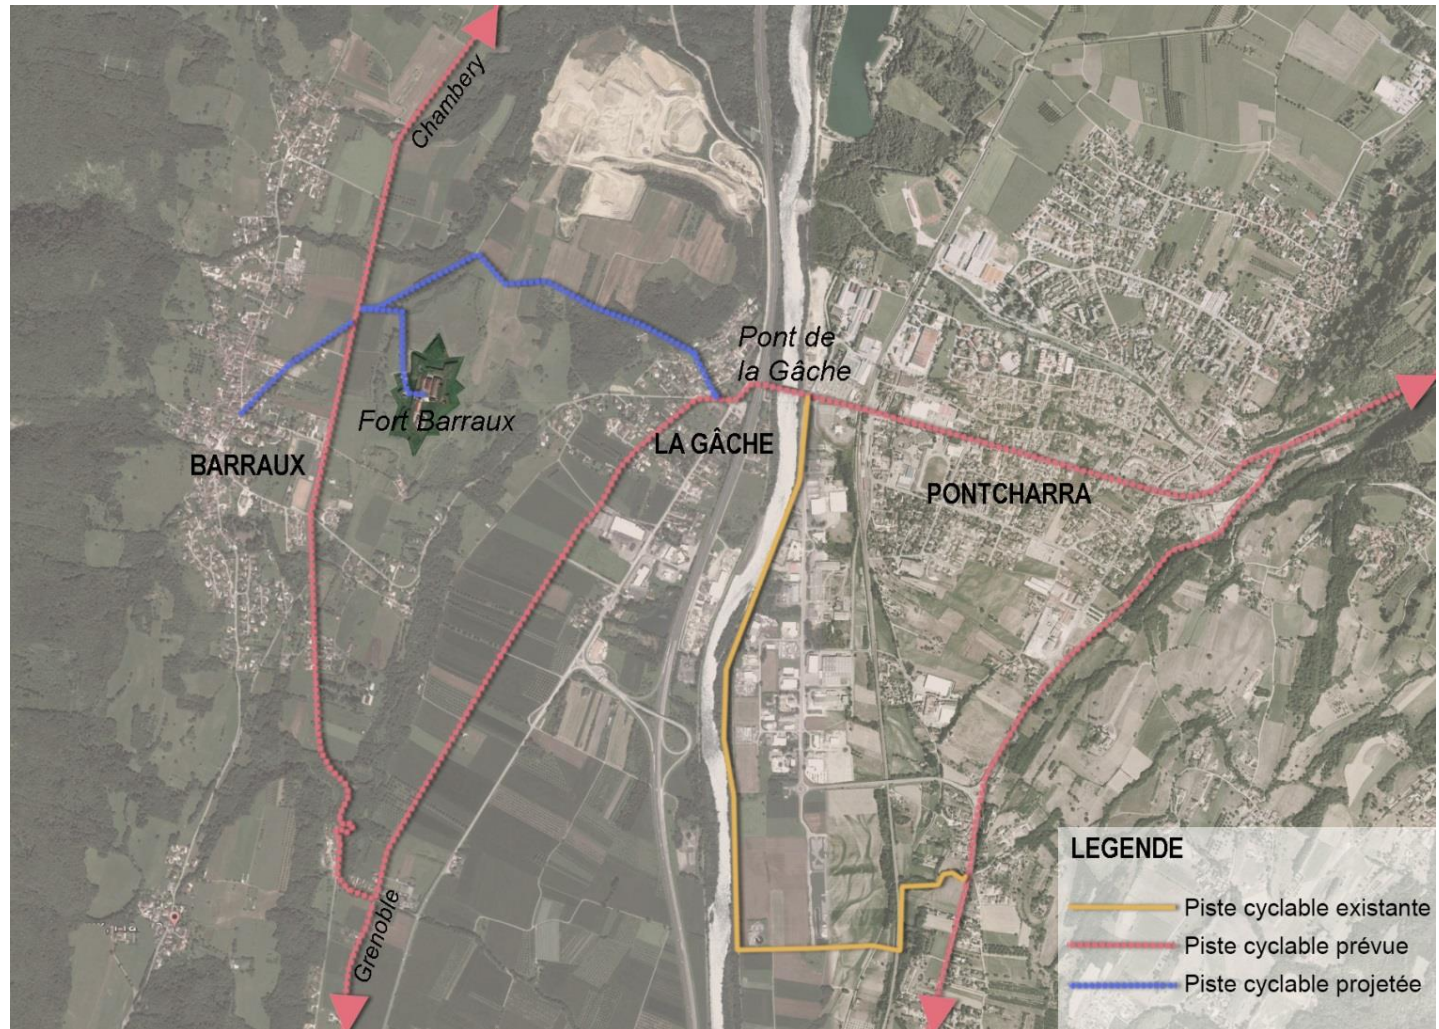 Chambery
Pont de
la Gâche
Fort Barraux
LA GÂCHE
BARRAUX
PONTCHARRA
Grenoble
LEGENDE
Piste cyclable existante
Piste cyclable prévue
Piste cyclable projetée